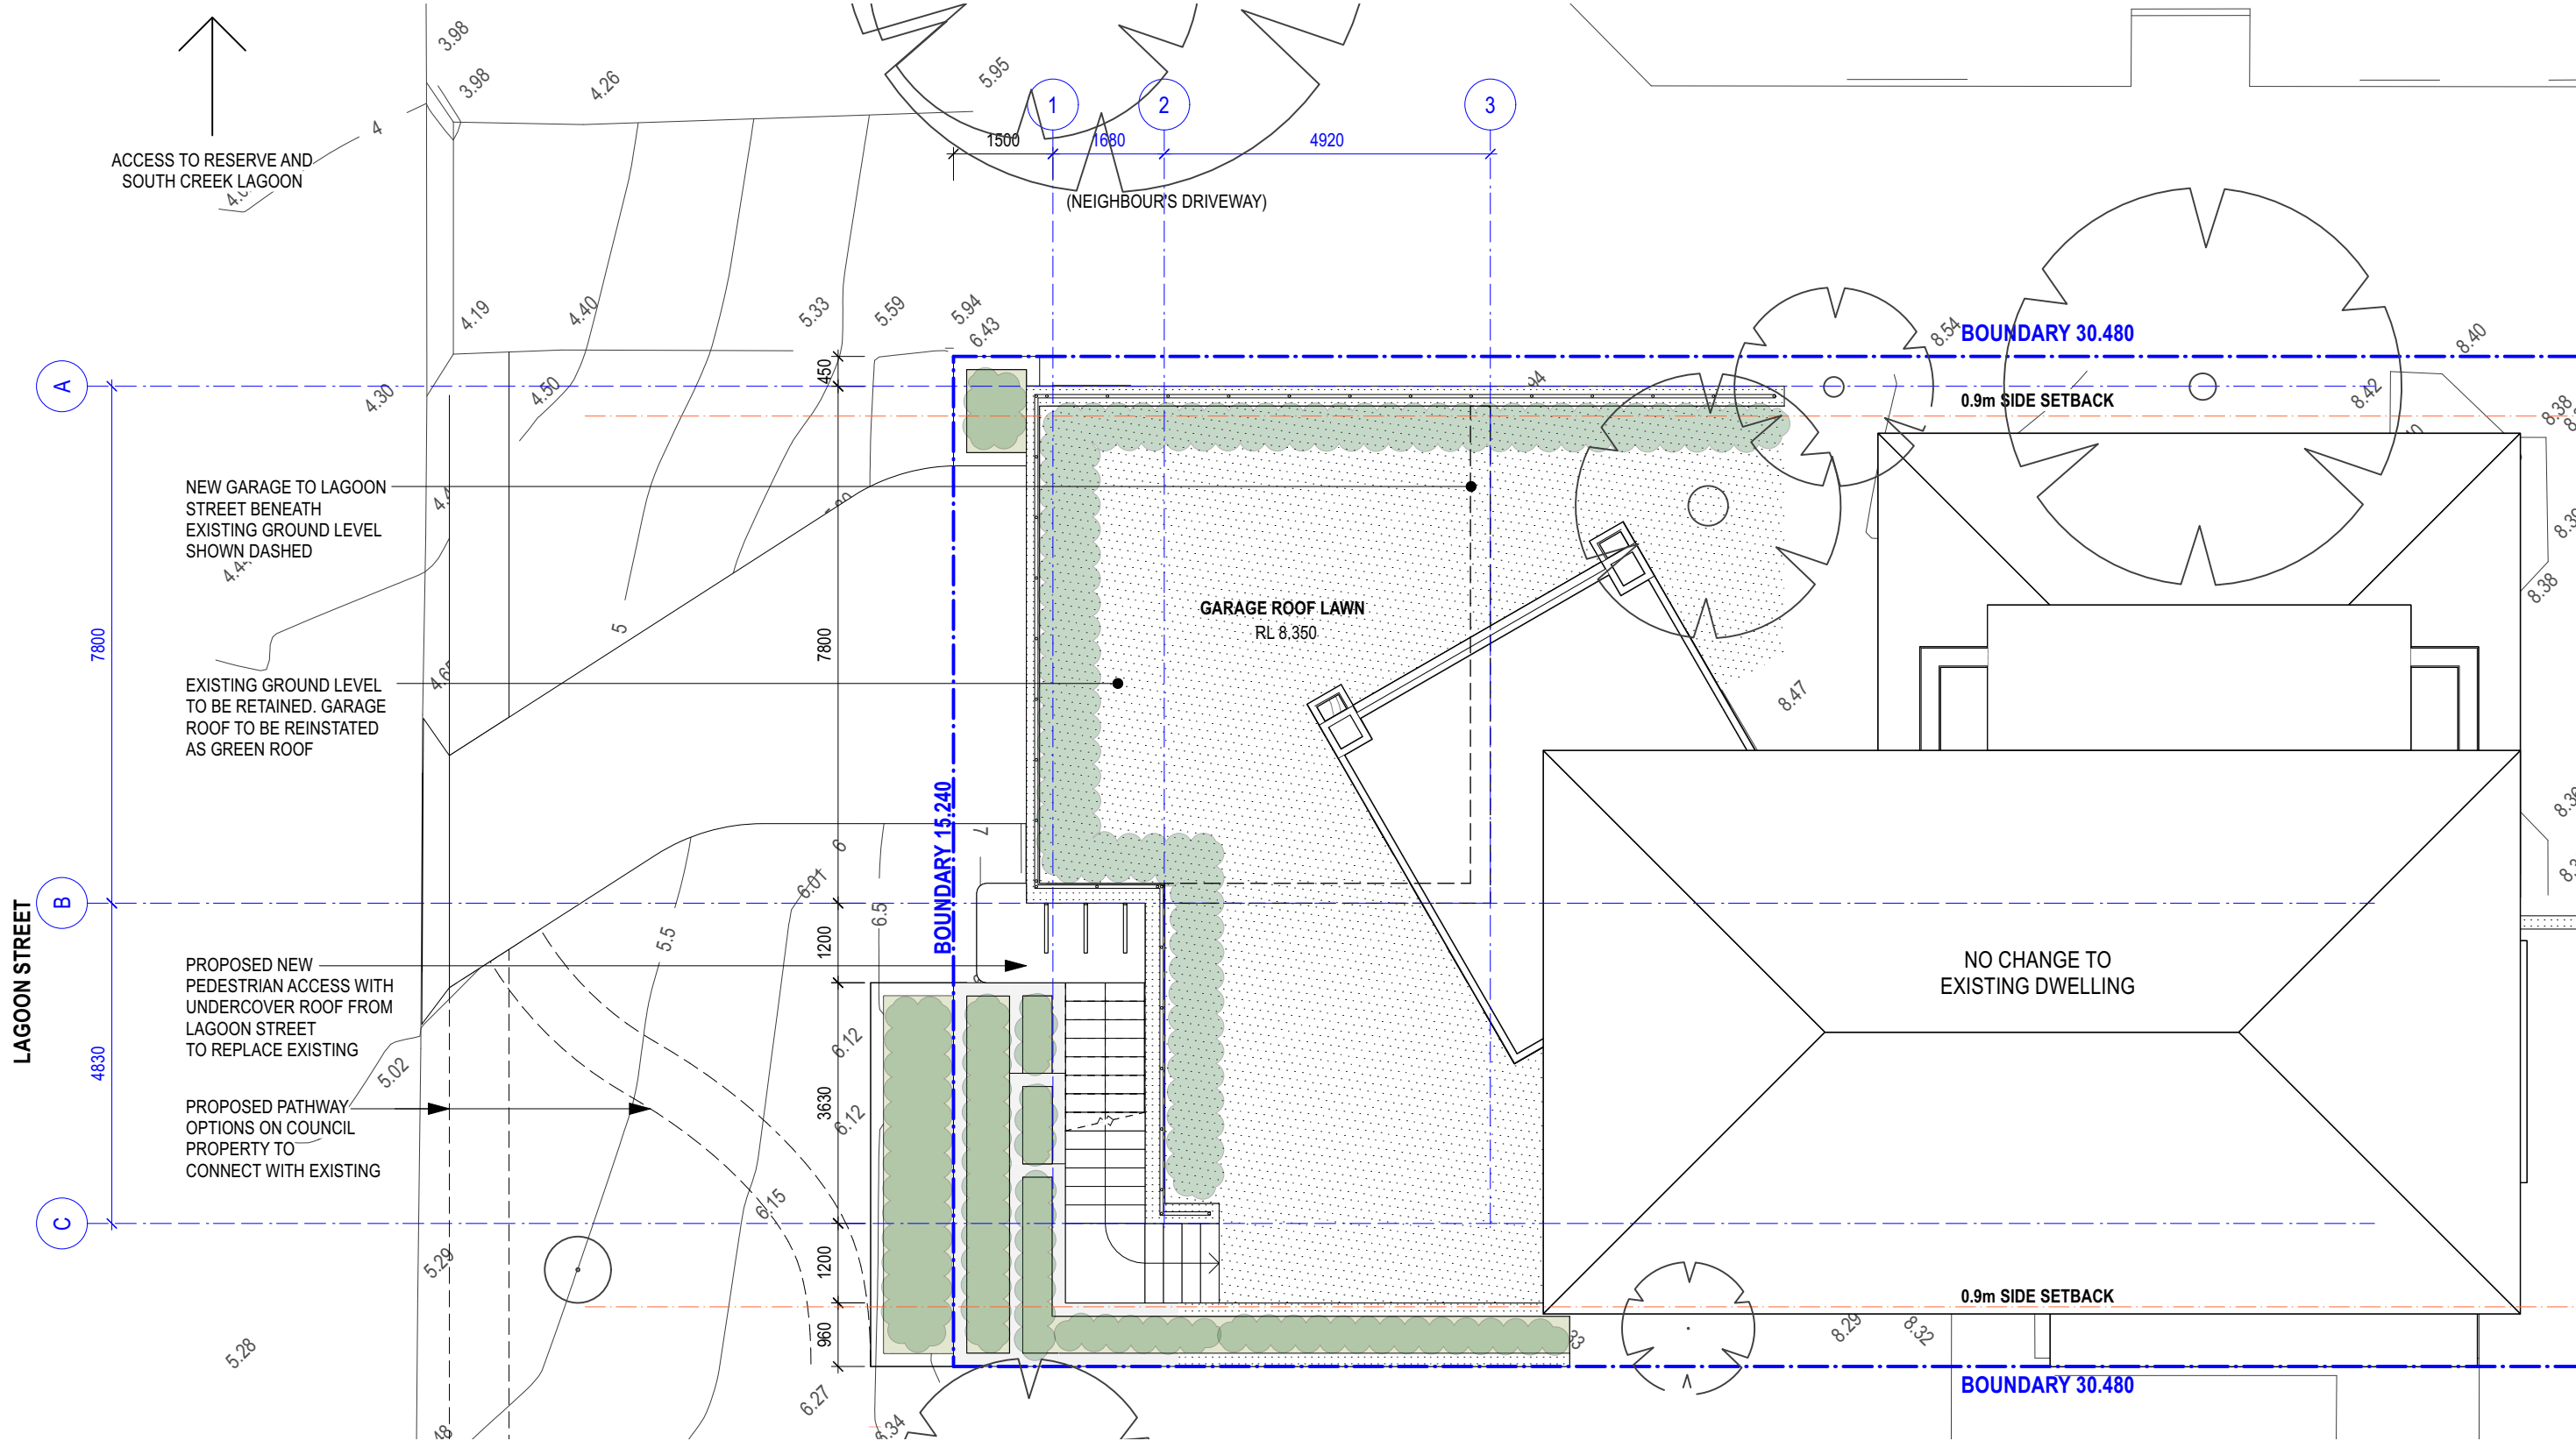 3.98
3.98
4.26
5.95
1
2
3
4
1500
1680
4920
ACCESS TO RESERVE AND
SOUTH CREEK LAGOON
(NEIGHBOUR'S DRIVEWAY)
4.19
4.40
5.33
5.59
5.94
6.43
8.54
BOUNDARY 30.480
8.40
A
450
4.30
4.50
0.9m SIDE SETBACK
8.42
8.38
NEW GARAGE TO LAGOON
STREET BENEATH
EXISTING GROUND LEVEL
SHOWN DASHED
8.38
GARAGE ROOF LAWN
RL 8.350
5
7800
7800
EXISTING GROUND LEVEL
TO BE RETAINED. GARAGE
ROOF TO BE REINSTATED
AS GREEN ROOF
8.47
BOUNDARY 15.240
7
6
6.01
6.5
B
LAGOON STREET
1200
5.5
PROPOSED NEW
PEDESTRIAN ACCESS WITH
UNDERCOVER ROOF FROM
LAGOON STREET
TO REPLACE EXISTING
NO CHANGE TO
EXISTING DWELLING
6.12
5.02
4830
3630
6.12
PROPOSED PATHWAY
OPTIONS ON COUNCIL
PROPERTY TO
CONNECT WITH EXISTING
6.15
C
5.29
1200
0.9m SIDE SETBACK
960
8.29
8.32
5.28
6.27
6.34
BOUNDARY 30.480